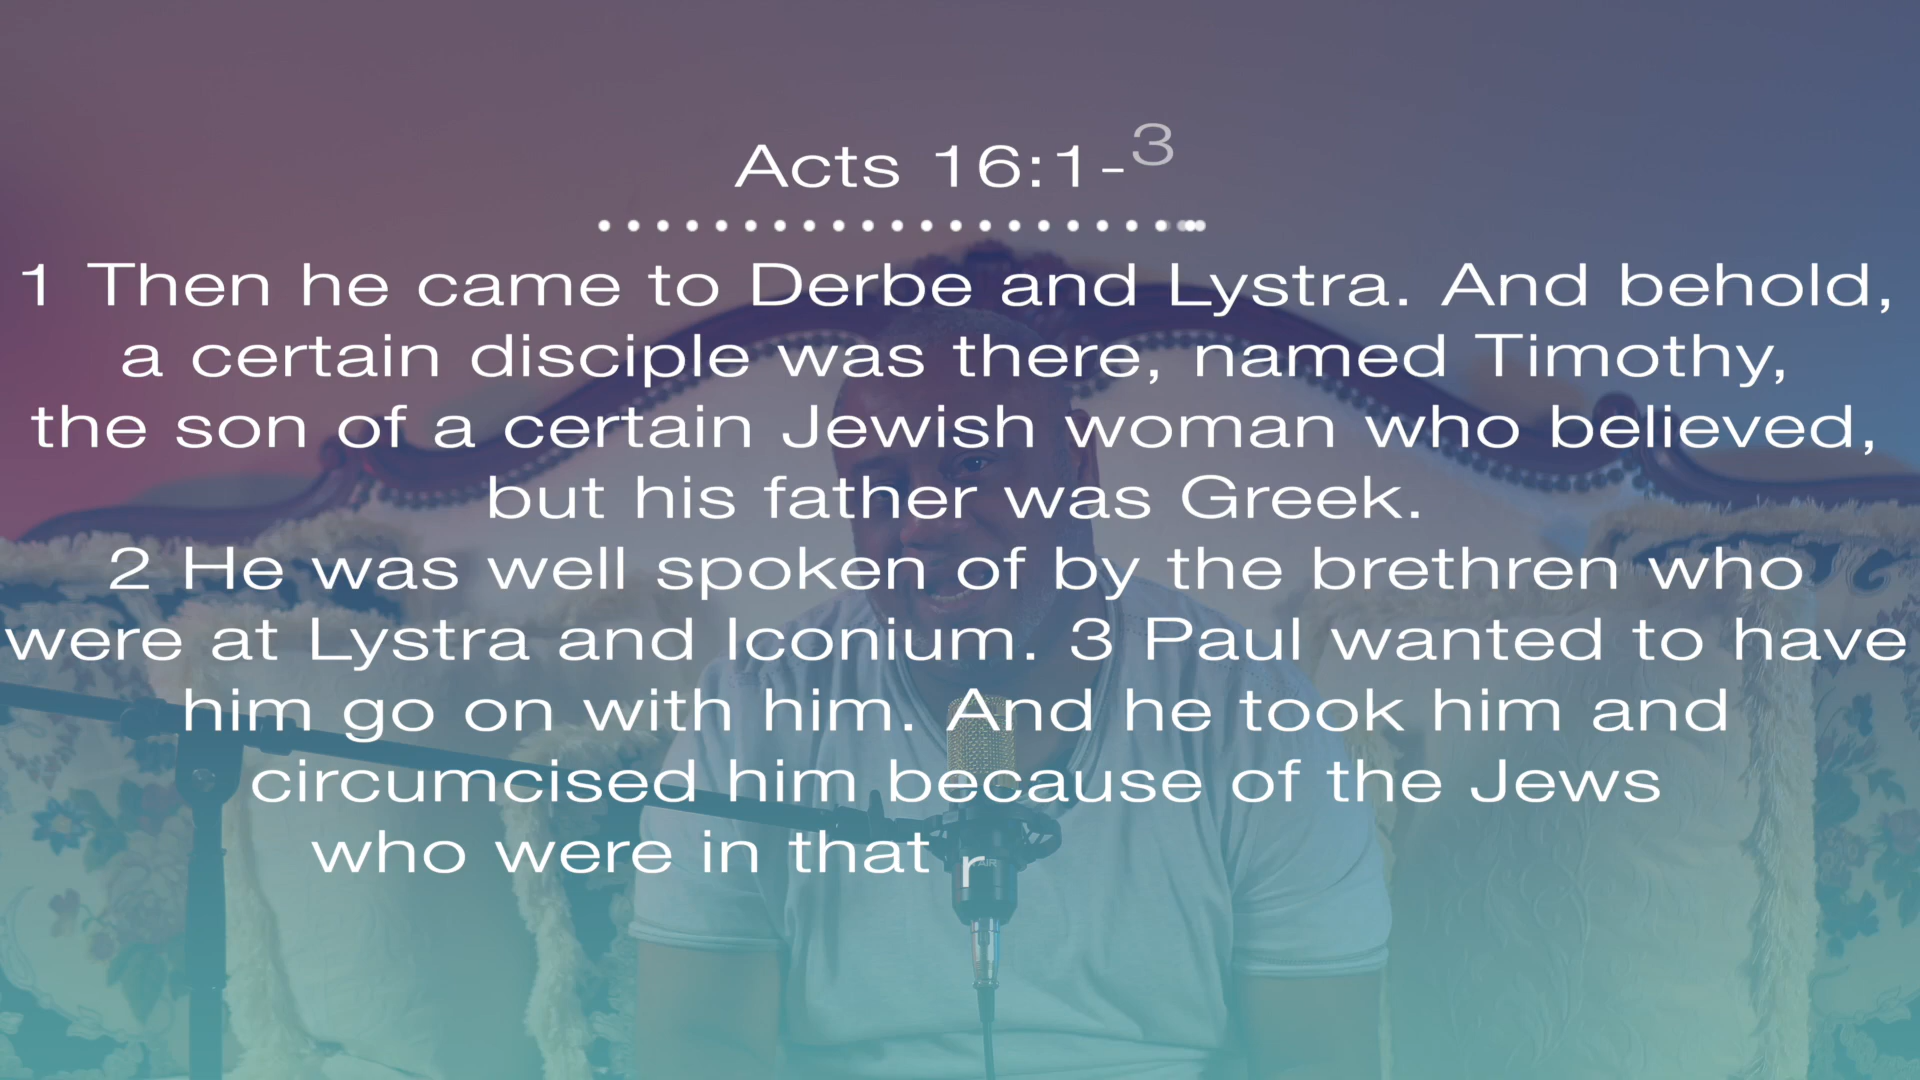 Acts 16:1-3
1 Then he came to Derbe and Lystra. And behold,
a certain disciple was there, named Timothy,
the son of a certain Jewish woman who believed,
but his father was Greek.
2 He was well spoken of by the brethren who
were at Lystra and Iconium. 3 Paul wanted to have
him go on with him. And he took him and
circumcised him because of the Jews
who were in that r